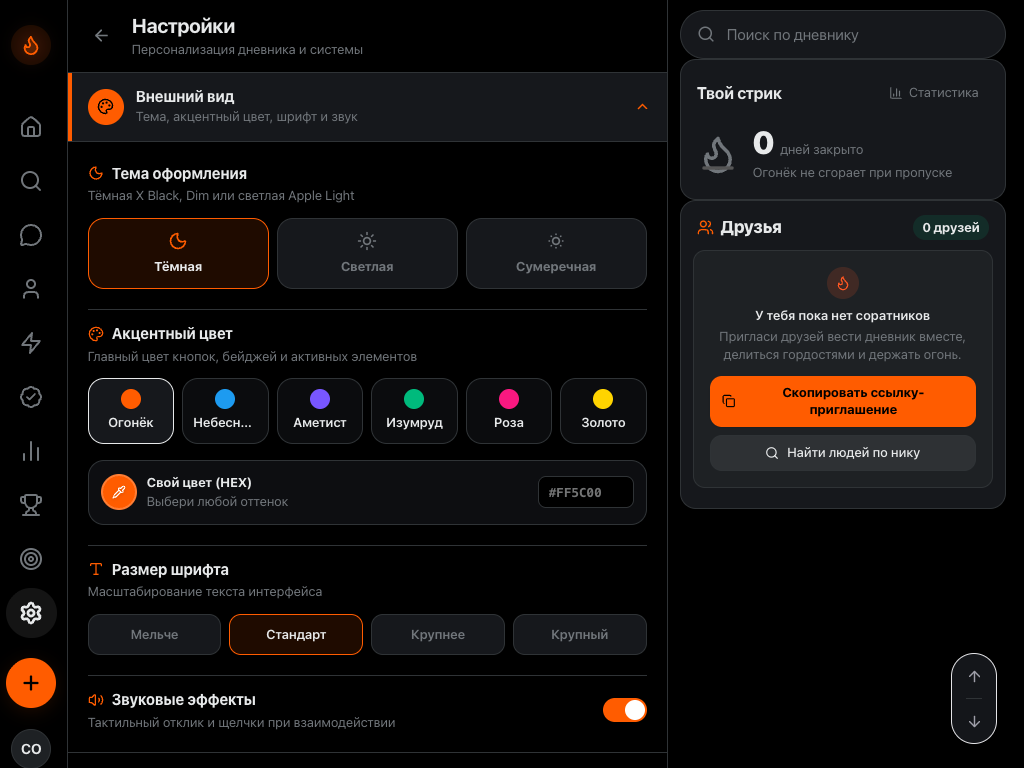 Настройки
Персонализация дневника и системы
Внешний вид
Тема, акцентный цвет, шрифт и звук
Тема оформления
Тёмная X Black, Dim или светлая Apple Light
Тёмная
Светлая
Сумеречная
Акцентный цвет
Главный цвет кнопок, бейджей и активных элементов
Огонёк
Небесн...
Аметист
Изумруд
Роза
Золото
Свой цвет (HEX)
Выбери любой оттенок
#FF5C00
Размер шрифта
Масштабирование текста интерфейса
Мельче
Стандарт
Крупнее
Крупный
Звуковые эффекты
Тактильный отклик и щелчки при взаимодействии
CO
Поиск по дневнику
Твой стрик
Статистика
0 дней закрыто
Огонёк не сгорает при пропуске
Друзья
0 друзей
У тебя пока нет соратников
Пригласи друзей вести дневник вместе,
делиться гордостями и держать огонь.
Скопировать ссылку-
приглашение
Найти людей по нику